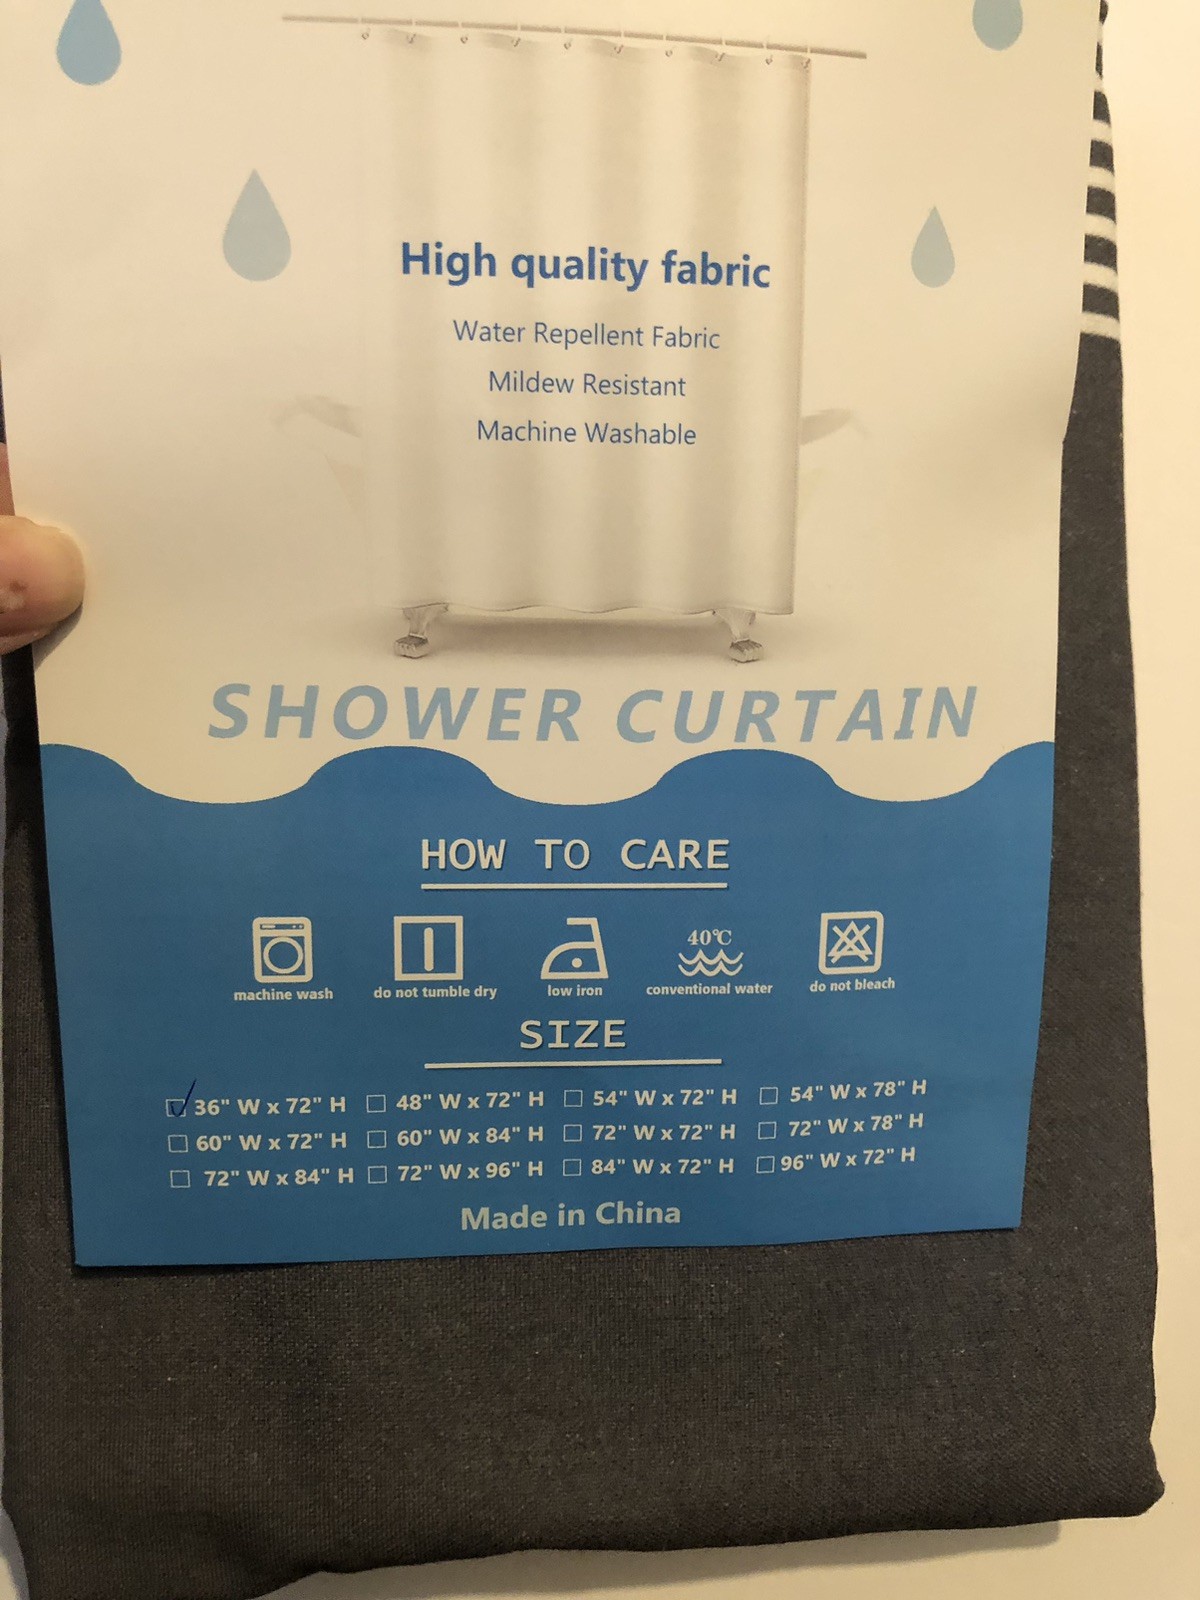 High quality fabric
Water Repellent Fabric
Mildew Resistant
Machine Washable
SHOWER CURTAIN
HOW TO CARE
40℃
machine wash do not tumble dry low iron conventional water do not bleach
SIZE
36" W x 72" H 48" W x 72" H 54" W x 72" H 54" W x 78" H
60" W x 72" H 60" W x 84" H 72" W x 72" H 72" W x 78" H
72" W x 84" H 72" W x 96" H 84" W x 72" H 96" W x 72" H
Made in China